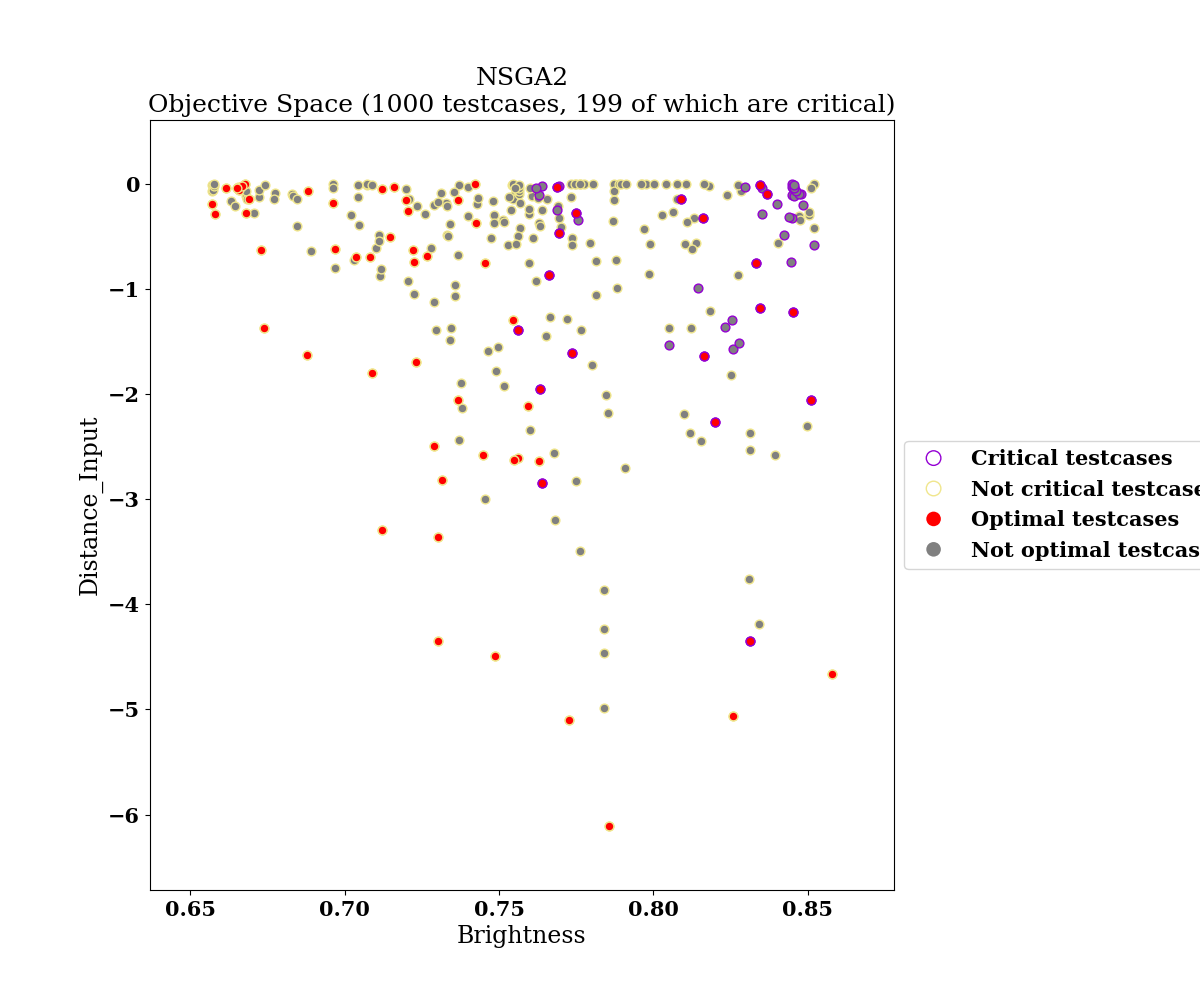 NSGA2
Objective Space (1000 testcases, 199 of which are critical)
0
−1
−2
−3
−4
−5
−6
Distance_Input
0.65 0.70 0.75 0.80 0.85
Brightness
Critical testcases
Not critical testcase
Optimal testcases
Not optimal testcas